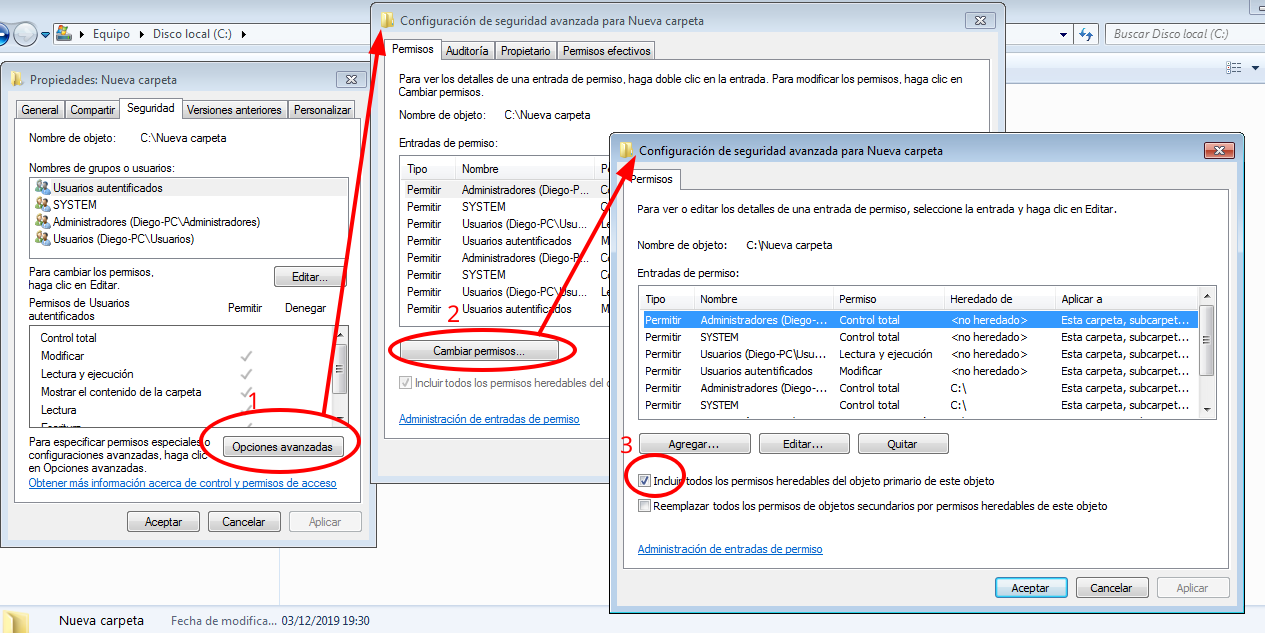 Equipo
Disco local (C:)
Buscar Disco local (C:)
Propiedades: Nueva carpeta
General
Compartir
Seguridad
Versiones anteriores
Personalizar
Nombre de objeto: C:\Nueva carpeta
Nombres de grupos o usuarios:
Usuarios autentificados
SYSTEM
Administradores (Diego-PC\Administradores)
Usuarios (Diego-PC\Usuarios)
Para cambiar los permisos,
haga clic en Editar.
Editar...
Permisos de Usuarios
autentificados
Permitir Denegar
Control total
Modificar
Lectura y ejecución
Mostrar el contenido de la carpeta
Lectura
1
Para especificar permisos especiales o
configuraciones avanzadas, haga clic
en Opciones avanzadas.
Opciones avanzadas
Obtener más información acerca de control y permisos de acceso
Aceptar
Cancelar
Aplicar
Configuración de seguridad avanzada para Nueva carpeta
Permisos
Auditoría
Propietario
Permisos efectivos
Para ver los detalles de una entrada de permiso, haga doble clic en la entrada. Para modificar los permisos, haga clic en
Cambiar permisos.
Nombre de objeto: C:\Nueva carpeta
Entradas de permiso:
Tipo Nombre
Permitir Administradores (Diego-P...
Permitir SYSTEM
Permitir Usuarios (Diego-PC\Usu...
Permitir Usuarios autentificados
Permitir Administradores (Diego-P...
Permitir SYSTEM
Permitir Usuarios (Diego-PC\Usu...
Permitir Usuarios autentificados
2
Cambiar permisos...
Incluir todos los permisos heredables del
Administración de entradas de permiso
Configuración de seguridad avanzada para Nueva carpeta
Permisos
Para ver o editar los detalles de una entrada de permiso, seleccione la entrada y haga clic en Editar.
Nombre de objeto: C:\Nueva carpeta
Entradas de permiso:
Tipo Nombre Permiso Heredado de Aplicar a
Permitir Administradores (Diego-... Control total <no heredado> Esta carpeta, subcarpet...
Permitir SYSTEM Control total <no heredado> Esta carpeta, subcarpet...
Permitir Usuarios (Diego-PC\Usu... Lectura y ejecución <no heredado> Esta carpeta, subcarpet...
Permitir Usuarios autentificados Modificar <no heredado> Esta carpeta, subcarpet...
Permitir Administradores (Diego-... Control total C:\ Esta carpeta, subcarpet...
Permitir SYSTEM Control total C:\ Esta carpeta, subcarpet...
3
Agregar...
Editar...
Quitar
Incluir todos los permisos heredables del objeto primario de este objeto
Reemplazar todos los permisos de objetos secundarios por permisos heredables de este objeto
Administración de entradas de permiso
Aceptar
Cancelar
Aplicar
Nueva carpeta Fecha de modifica... 03/12/2019 19:30